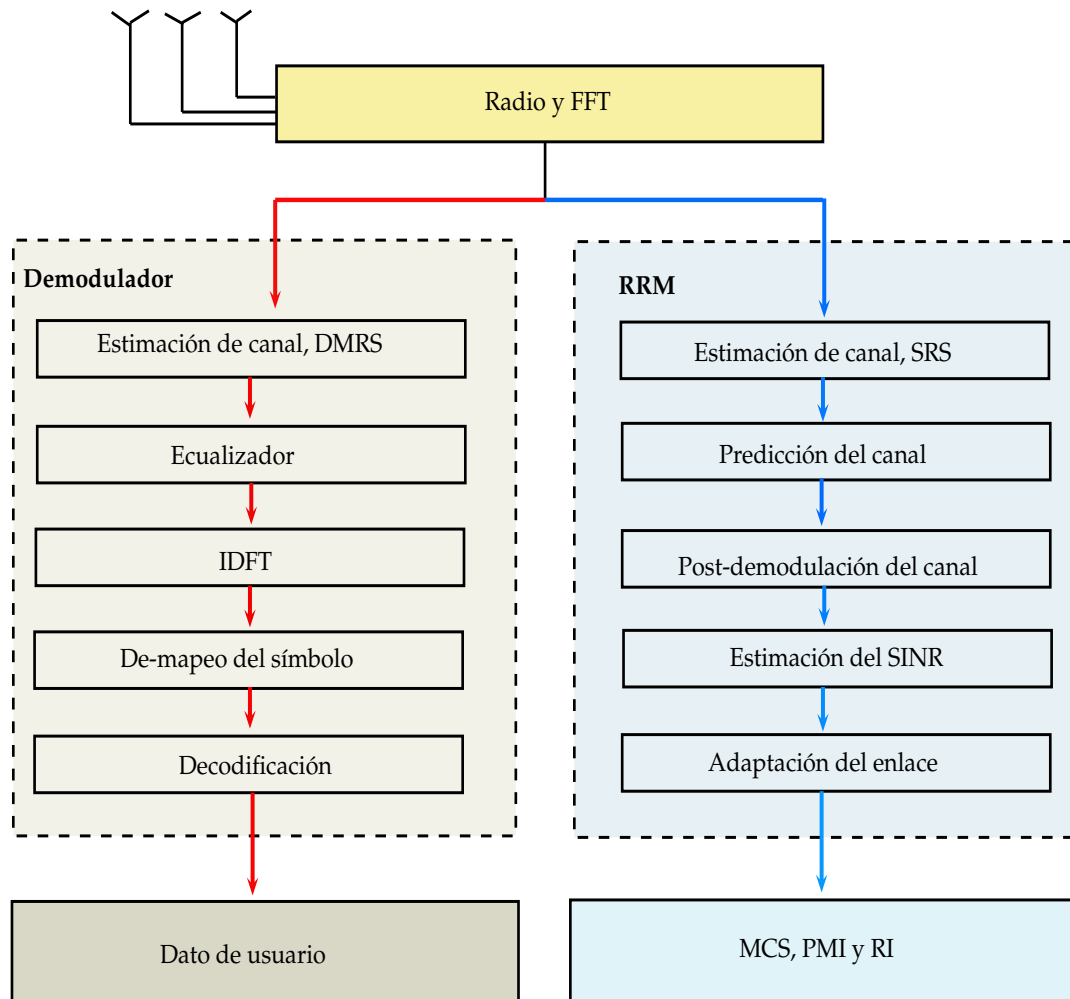 Radio y FFT
Demodulador
Estimación de canal, DMRS
Ecualizador
IDFT
De-mapeo del símbolo
Decodificación
Dato de usuario
RRM
Estimación de canal, SRS
Predicción del canal
Post-demodulación del canal
Estimación del SINR
Adaptación del enlace
MCS, PMI y RI